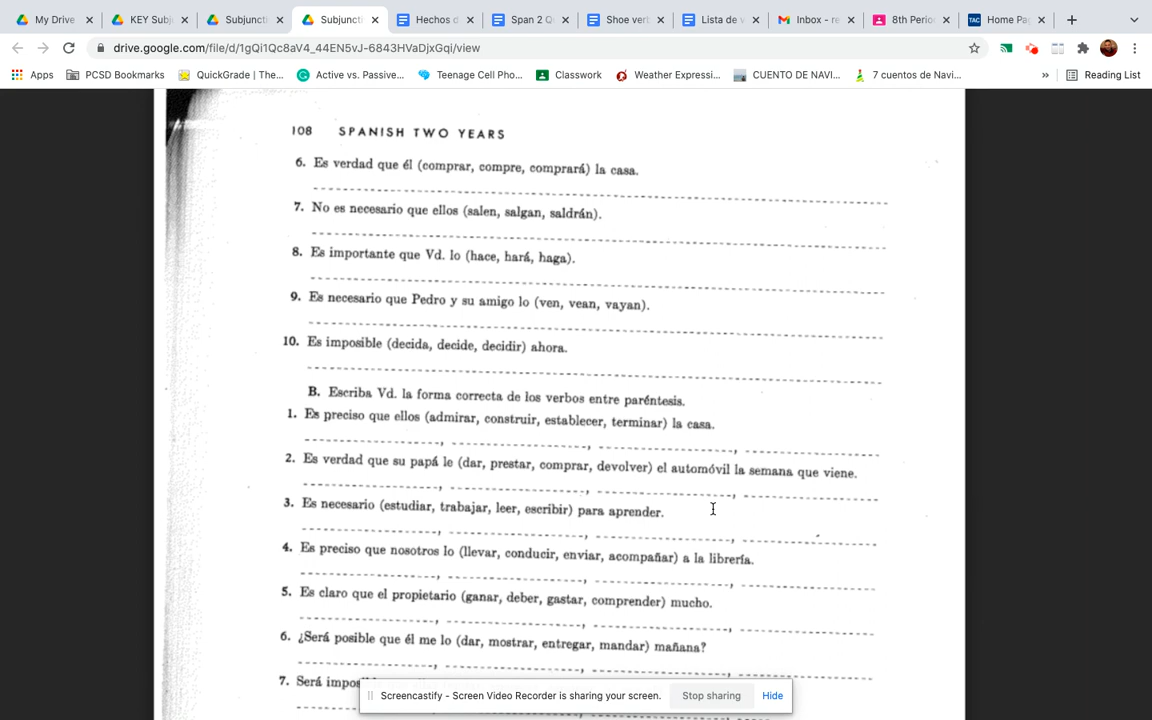 My Drive
KEY Subj
Subjuncti
Subjuncti
Hechos d
Span 2 Q
Shoe verb
Lista de v
Inbox - re
8th Perio
Home Pa
drive.google.com/file/d/1gQi1Qc8aV4_44EN5vJ-6843HVaDjxGqi/view
Apps
PCSD Bookmarks
QuickGrade | The...
Active vs. Passive...
Teenage Cell Pho...
Classwork
Weather Expressi...
CUENTO DE NAVI...
7 cuentos de Navi...
»
Reading List
108 SPANISH TWO YEARS
6. Es verdad que él (comprar, compre, comprará) la casa.
7. No es necesario que ellos (salen, salgan, saldrán).
8. Es importante que Vd. lo (hace, hará, haga).
9. Es necesario que Pedro y su amigo lo (ven, vean, vayan).
10. Es imposible (decida, decide, decidir) ahora.
B. Escriba Vd. la forma correcta de los verbos entre paréntesis.
1. Es preciso que ellos (admirar, construir, establecer, terminar) la casa.
2. Es verdad que su papá le (dar, prestar, comprar, devolver) el automóvil la semana que viene.
3. Es necesario (estudiar, trabajar, leer, escribir) para aprender.
4. Es preciso que nosotros lo (llevar, conducir, enviar, acompañar) a la librería.
5. Es claro que el propietario (ganar, deber, gastar, comprender) mucho.
6. ¿Será posible que él me lo (dar, mostrar, entregar, mandar) mañana?
7. Será impos
Screencastify - Screen Video Recorder is sharing your screen.
Stop sharing
Hide